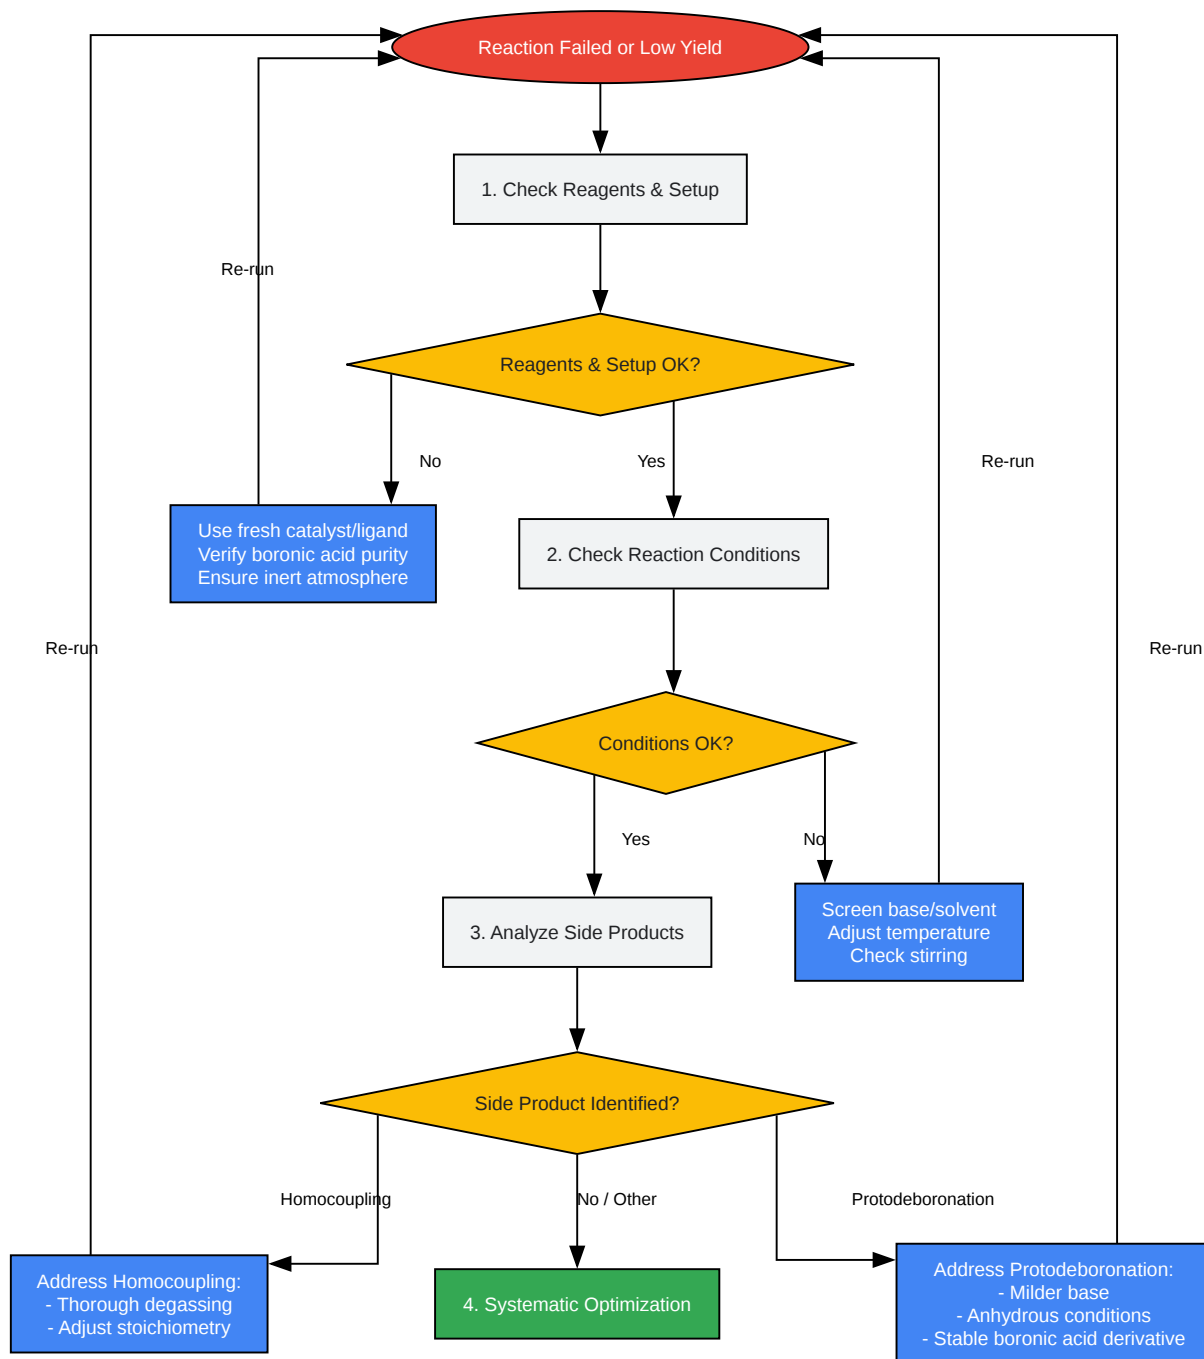 Reaction Failed or Low Yield
1. Check Reagents & Setup
Re-run
Reagents & Setup OK?
No
Yes
Re-run
Use fresh catalyst/ligand
Verify boronic acid purity
Ensure inert atmosphere
2. Check Reaction Conditions
Re-run
Re-run
Conditions OK?
Yes
No
3. Analyze Side Products
Screen base/solvent
Adjust temperature
Check stirring
Side Product Identified?
Homocoupling
No / Other
Protodeboronation
Address Homocoupling:
- Thorough degassing
- Adjust stoichiometry
4. Systematic Optimization
Address Protodeboronation:
- Milder base
- Anhydrous conditions
- Stable boronic acid derivative